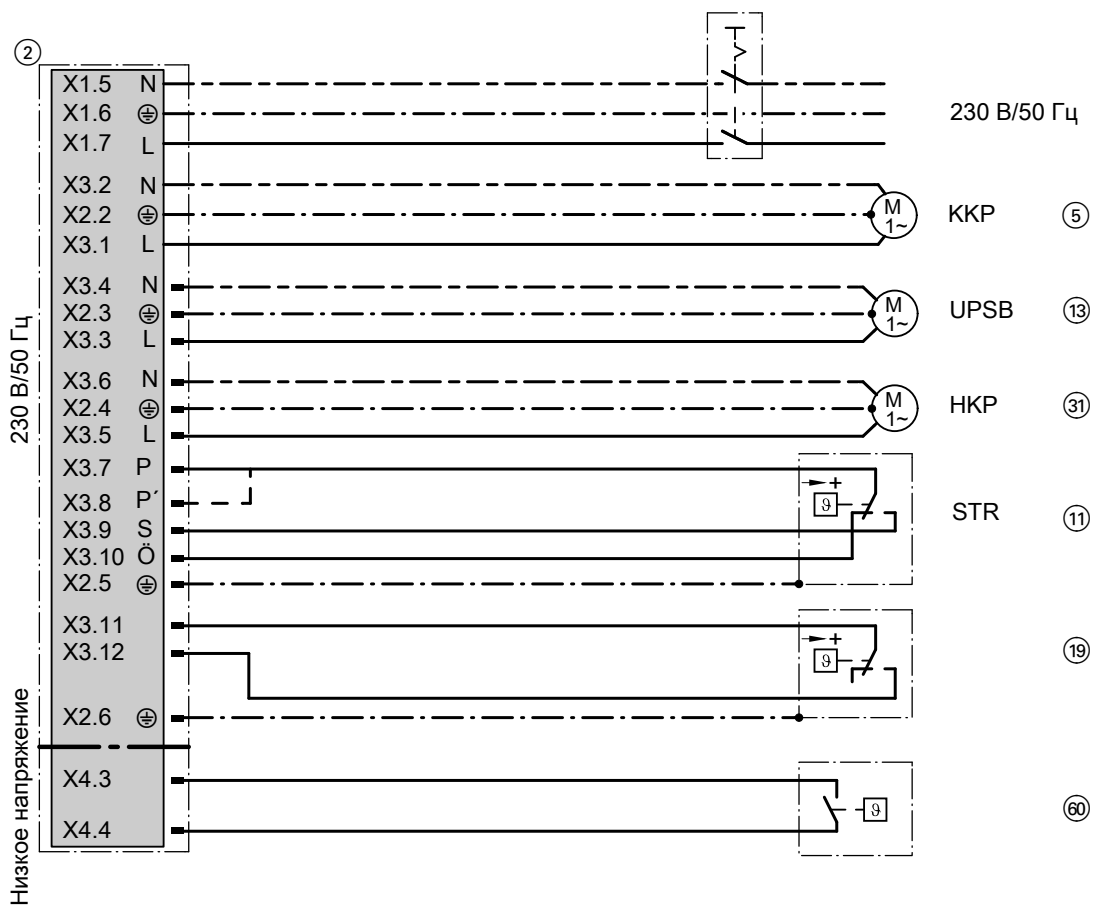 ②
X1.5 N
X1.6
X1.7 L
230 В/50 Гц
X3.2 N
X2.2
X3.1 L
M
1~
KKP ⑤
X3.4 N
X2.3
X3.3 L
M
1~
UPSB ⑬
X3.6 N
X2.4
X3.5 L
M
1~
HKP ㉛
X3.7 P
X3.8 P´
X3.9 S
X3.10 Ö
X2.5
+
ϑ
STR ⑪
X3.11
X3.12
X2.6
+
ϑ
⑲
X4.3
X4.4
ϑ
60
230 В/50 Гц
Низкое напряжение